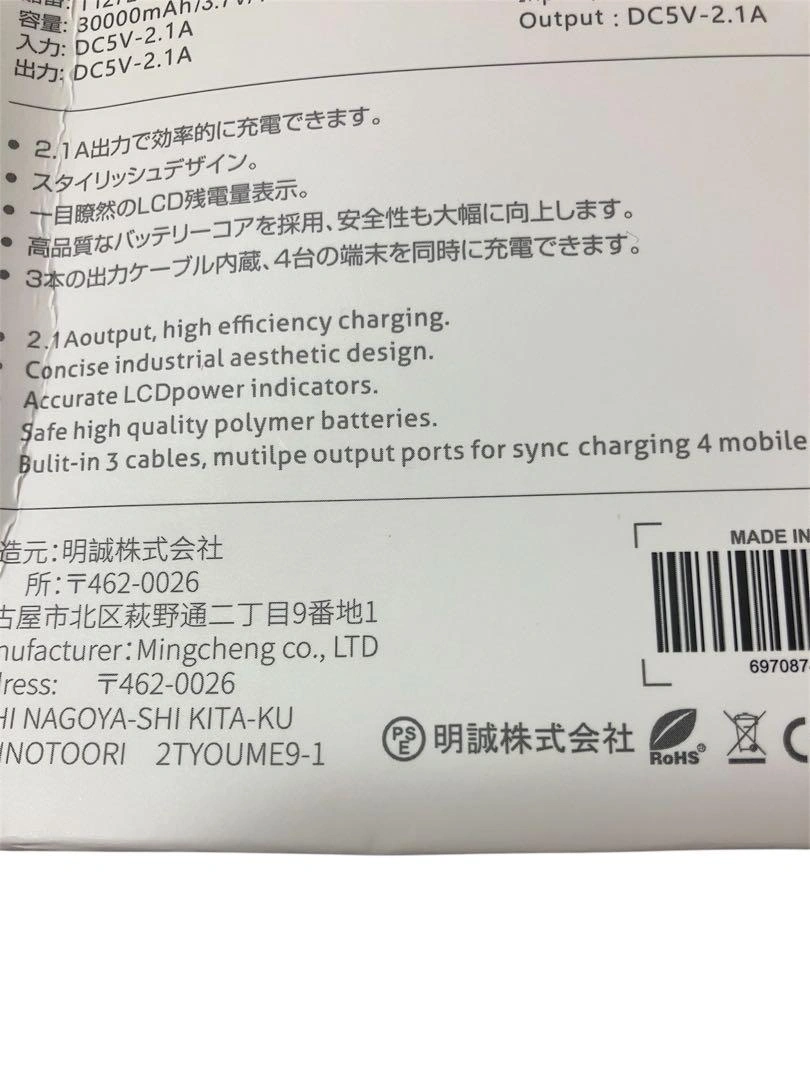 容量: 30000mAh/3.7V/
入力: DC5V-2.1A
出力: DC5V-2.1A
Output : DC5V-2.1A
• 2.1A出力で効率的に充電できます。
• スタイリッシュデザイン。
• 一目瞭然のLCD残電量表示。
• 高品質なバッテリーコアを採用、安全性も大幅に向上します。
• 3本の出力ケーブル内蔵、4台の端末を同時に充電できます。
• 2.1Aoutput, high efficiency charging.
Concise industrial aesthetic design.
Accurate LCDpower indicators.
Safe high quality polymer batteries.
Bulit-in 3 cables, mutilpe output ports for sync charging 4 mobile
造元:明誠株式会社
所:〒462-0026
古屋市北区萩野通二丁目9番地1
nufacturer:Mingcheng co., LTD
ress: 〒462-0026
HI NAGOYA-SHI KITA-KU
INOTOORI 2TYOUME9-1
MADE IN
697087
PSE 明誠株式会社
RoHS